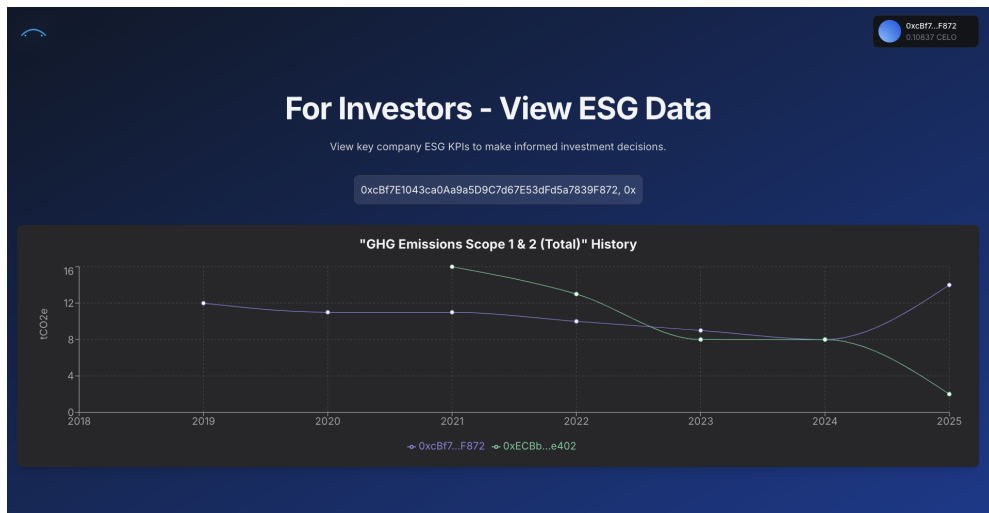 0xcBf7...F872
0.10837 CELO
For Investors - View ESG Data
View key company ESG KPIs to make informed investment decisions.
0xcBf7E1043ca0Aa9a5D9C7d67E53dFd5a7839F872, 0x
"GHG Emissions Scope 1 & 2 (Total)" History
16
12
tCO2e
8
4
0
2018 2019 2020 2021 2022 2023 2024 2025
0xcBf7...F872 0xECBb...e402